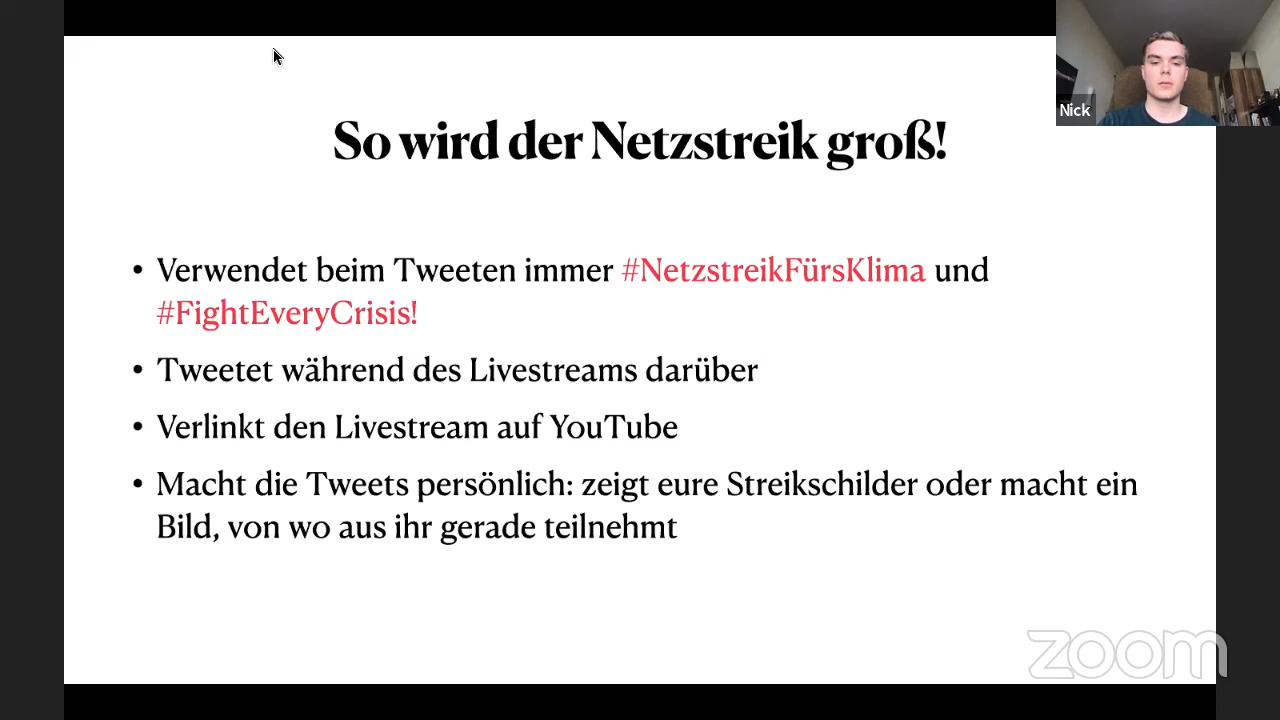 Nick
So wird der Netzstreik groß!
• Verwendet beim Tweeten immer #NetzstreikFürsKlima und
#FightEveryCrisis!
• Tweetet während des Livestreams darüber
• Verlinkt den Livestream auf YouTube
• Macht die Tweets persönlich: zeigt eure Streikschilder oder macht ein
Bild, von wo aus ihr gerade teilnehmt
zoom